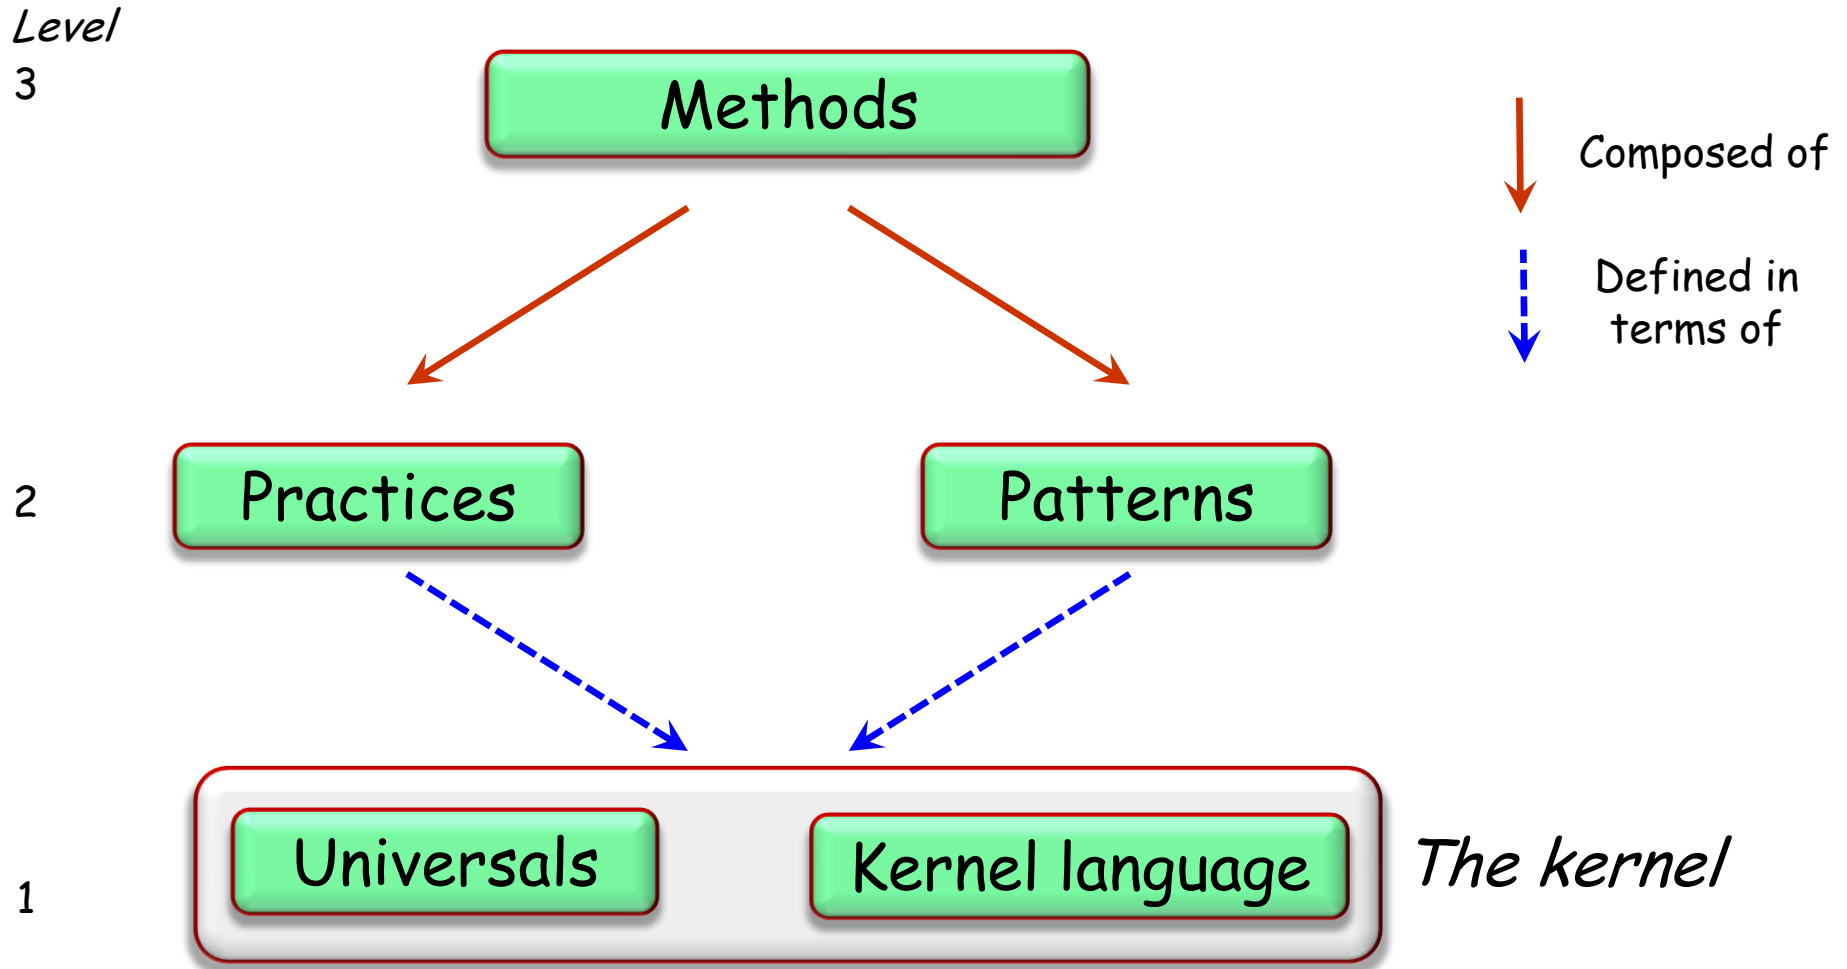 Level
3
Methods
Composed of
Defined in
terms of
2
Practices
Patterns
1
Universals
Kernel language
The kernel